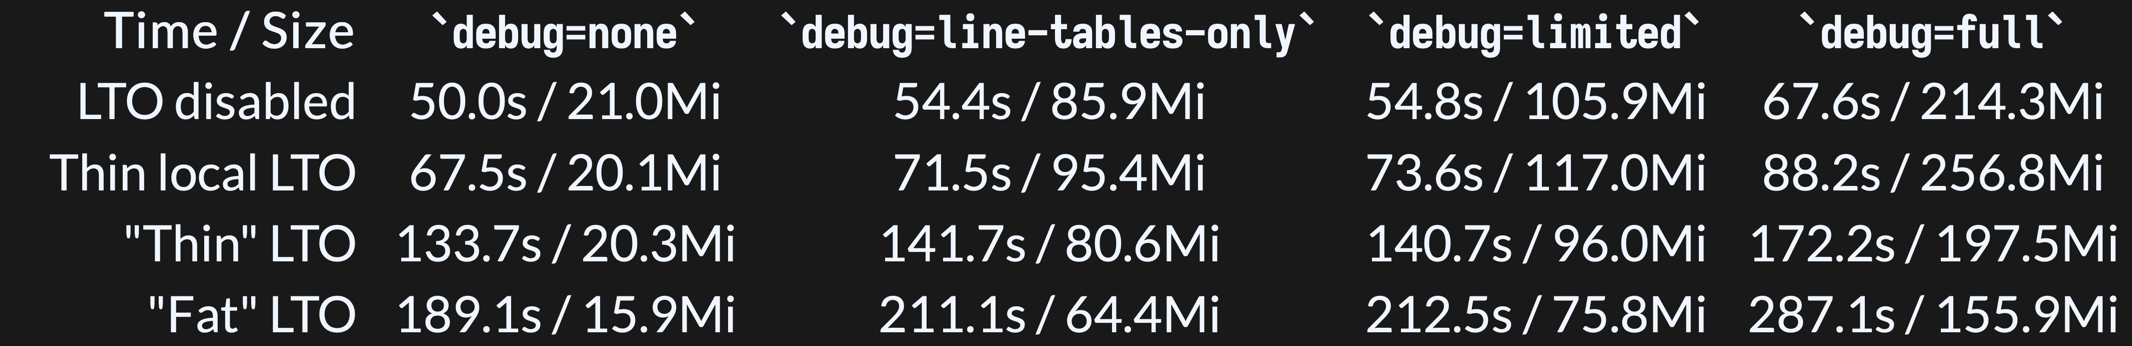 Time / Size `debug=none` `debug=line-tables-only` `debug=limited` `debug=full`
LTO disabled 50.0s / 21.0Mi 54.4s / 85.9Mi 54.8s / 105.9Mi 67.6s / 214.3Mi
Thin local LTO 67.5s / 20.1Mi 71.5s / 95.4Mi 73.6s / 117.0Mi 88.2s / 256.8Mi
"Thin" LTO 133.7s / 20.3Mi 141.7s / 80.6Mi 140.7s / 96.0Mi 172.2s / 197.5Mi
"Fat" LTO 189.1s / 15.9Mi 211.1s / 64.4Mi 212.5s / 75.8Mi 287.1s / 155.9Mi